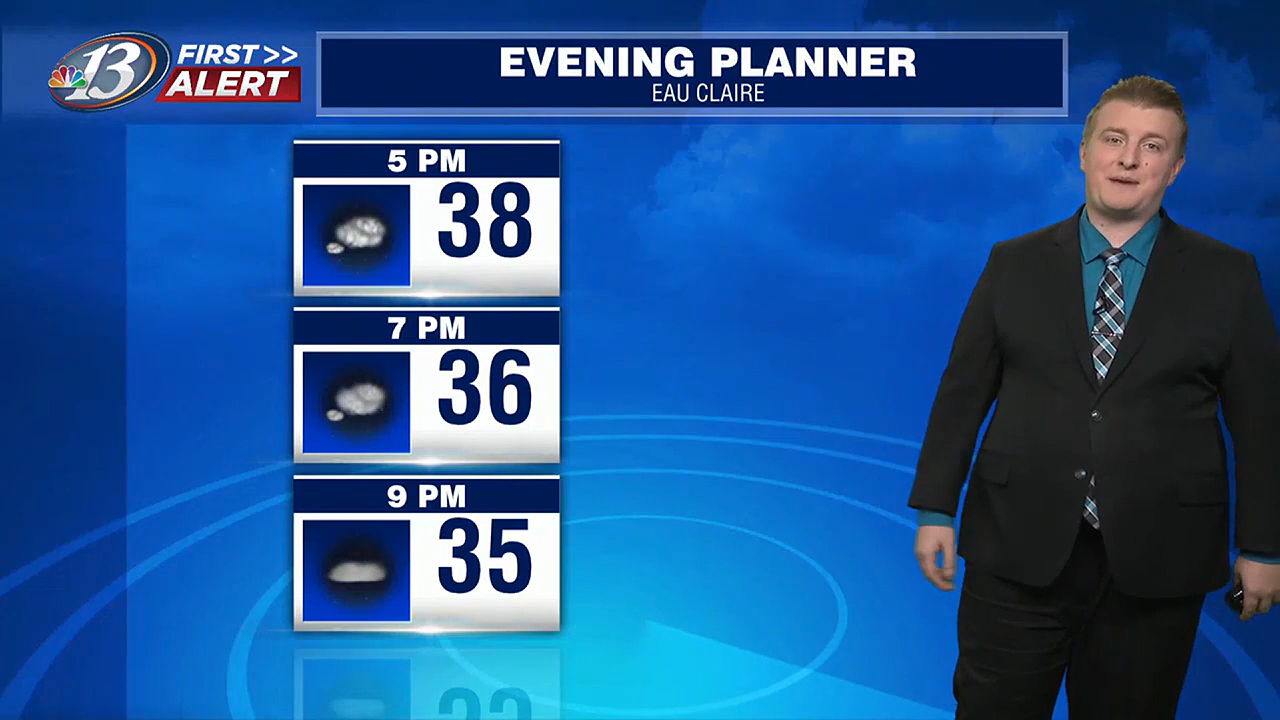 13
FIRST >>
ALERT
EVENING PLANNER
EAU CLAIRE
5 PM
38
7 PM
36
9 PM
35